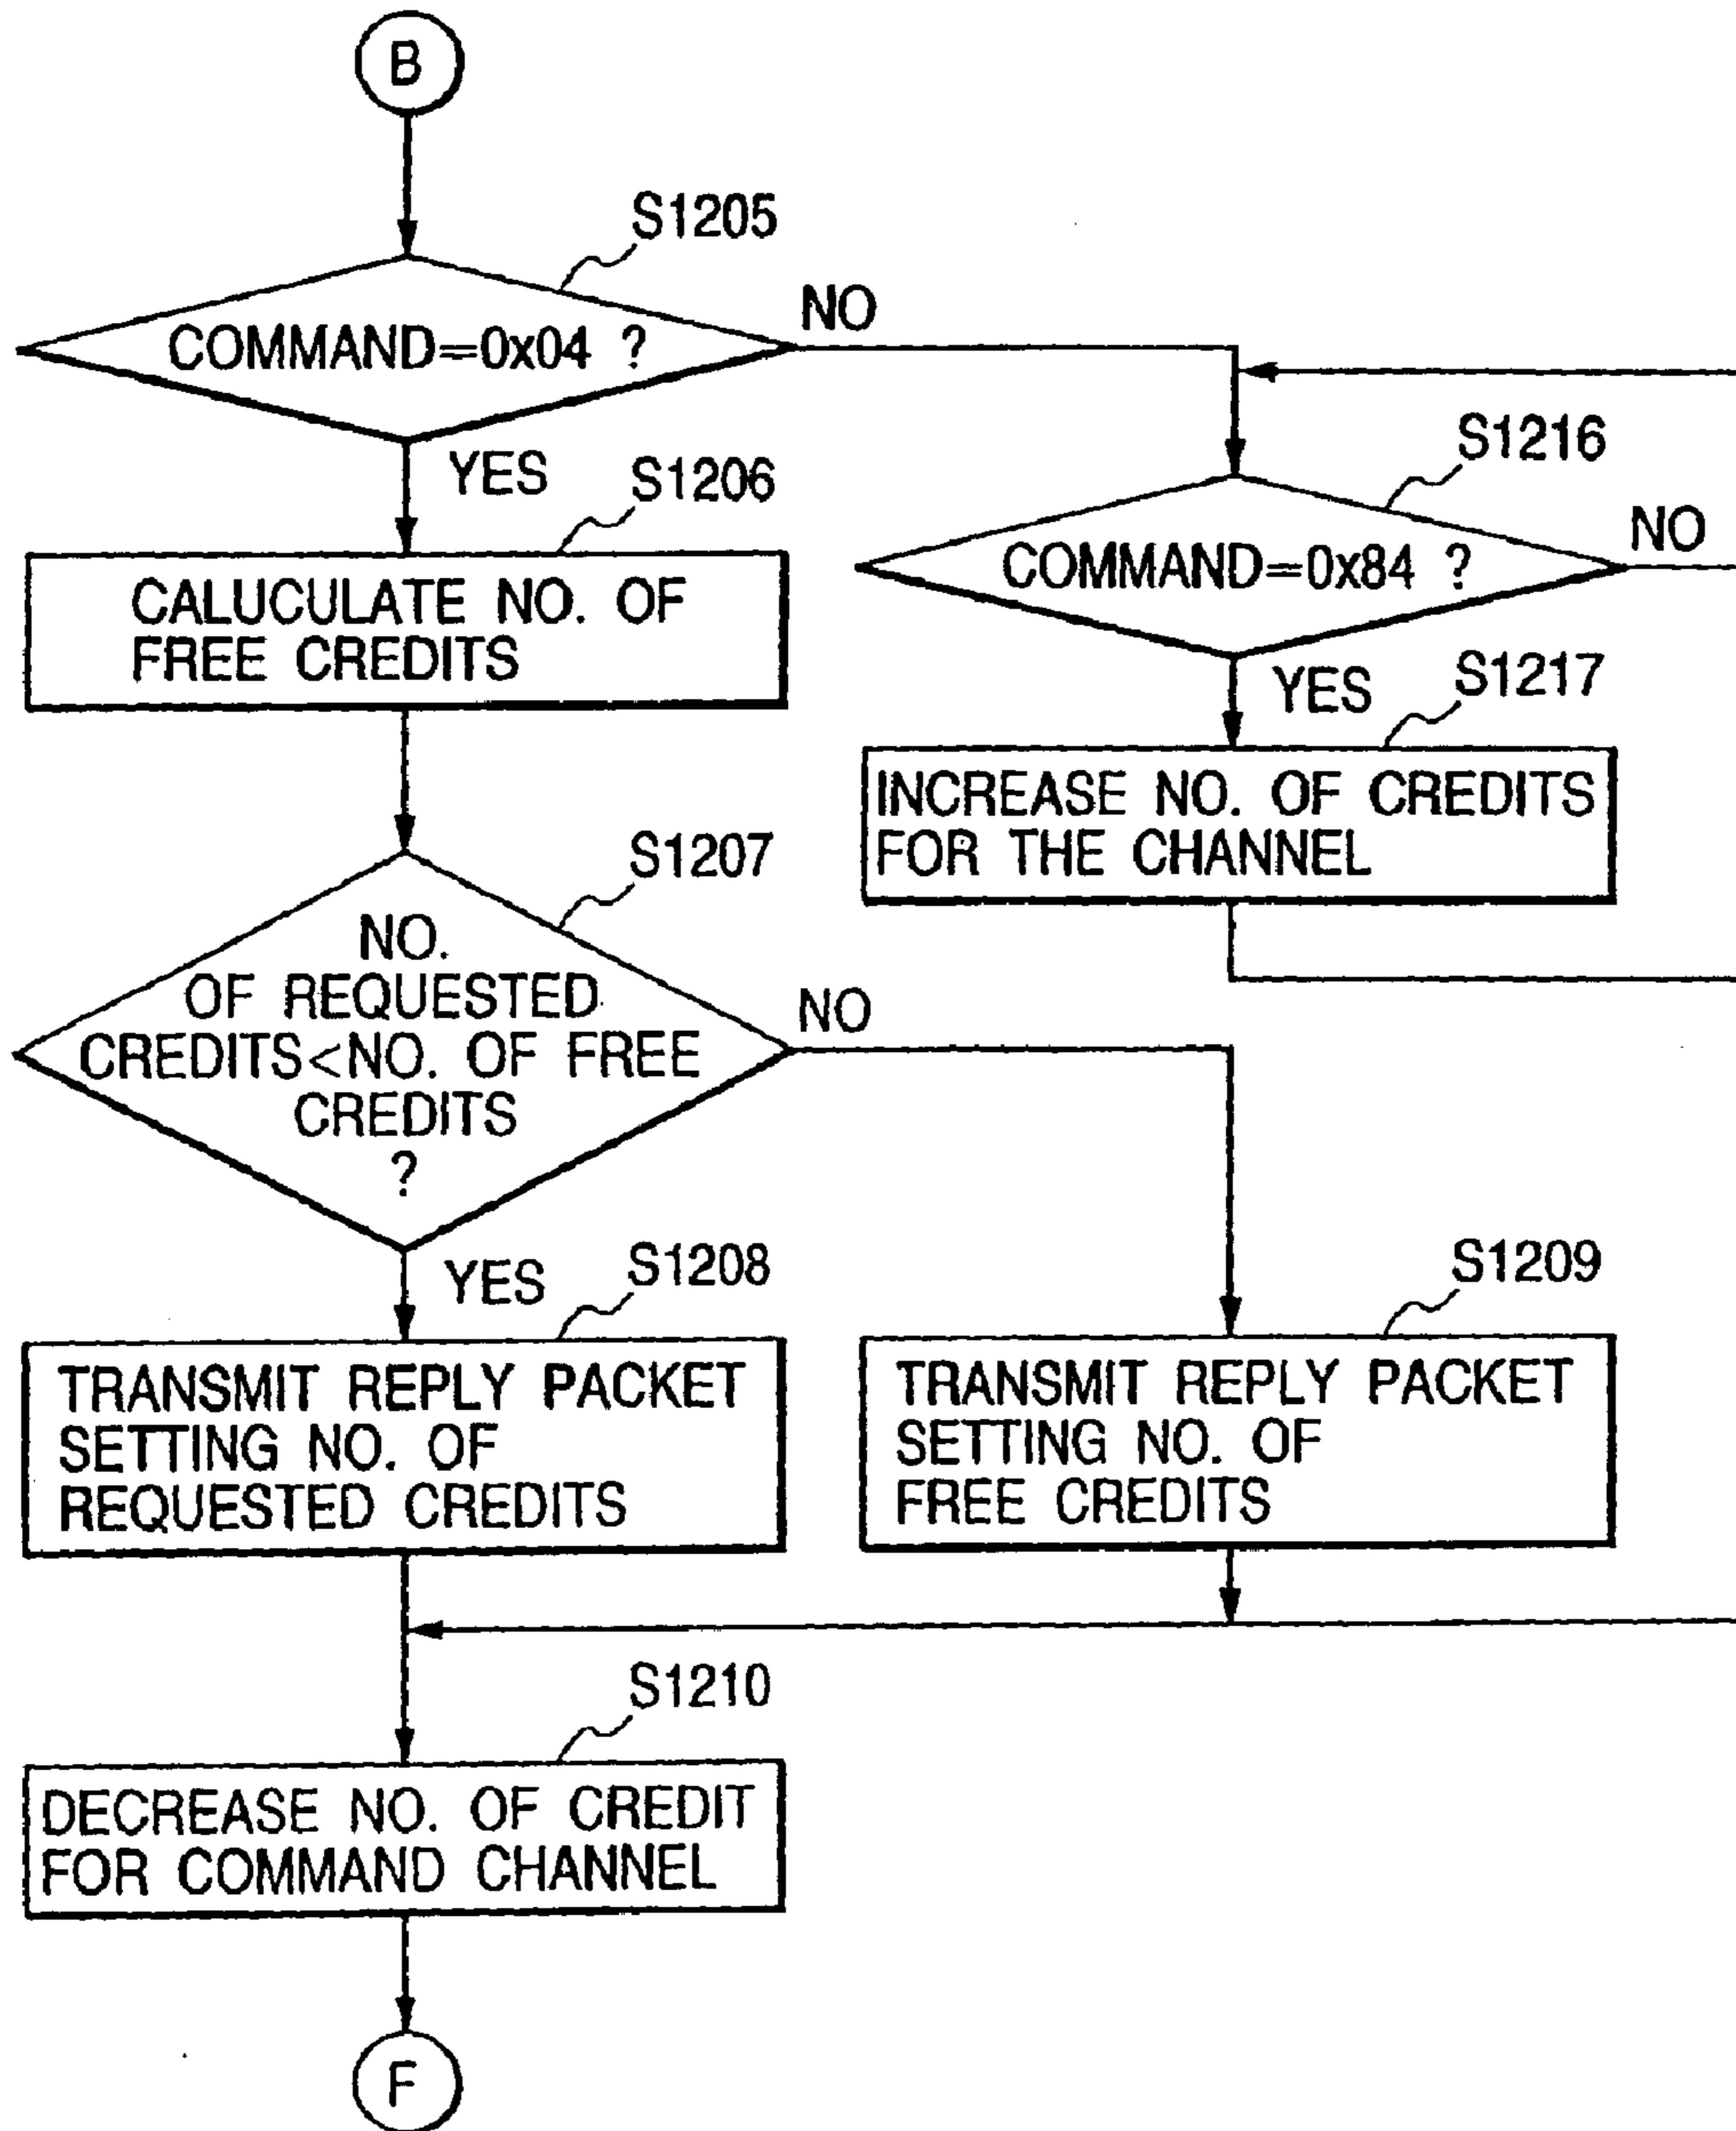 B
S1205
COMMAND=0x04 ?
NO
YES
S1206
CALUCULATE NO. OF
FREE CREDITS
S1216
COMMAND=0x84 ?
NO
YES
S1217
INCREASE NO. OF CREDITS
FOR THE CHANNEL
S1207
NO.
OF REQUESTED
CREDITS<NO. OF FREE
CREDITS
?
NO
YES
S1208
TRANSMIT REPLY PACKET
SETTING NO. OF
REQUESTED CREDITS
S1209
TRANSMIT REPLY PACKET
SETTING NO. OF
FREE CREDITS
S1210
DECREASE NO. OF CREDIT
FOR COMMAND CHANNEL
F